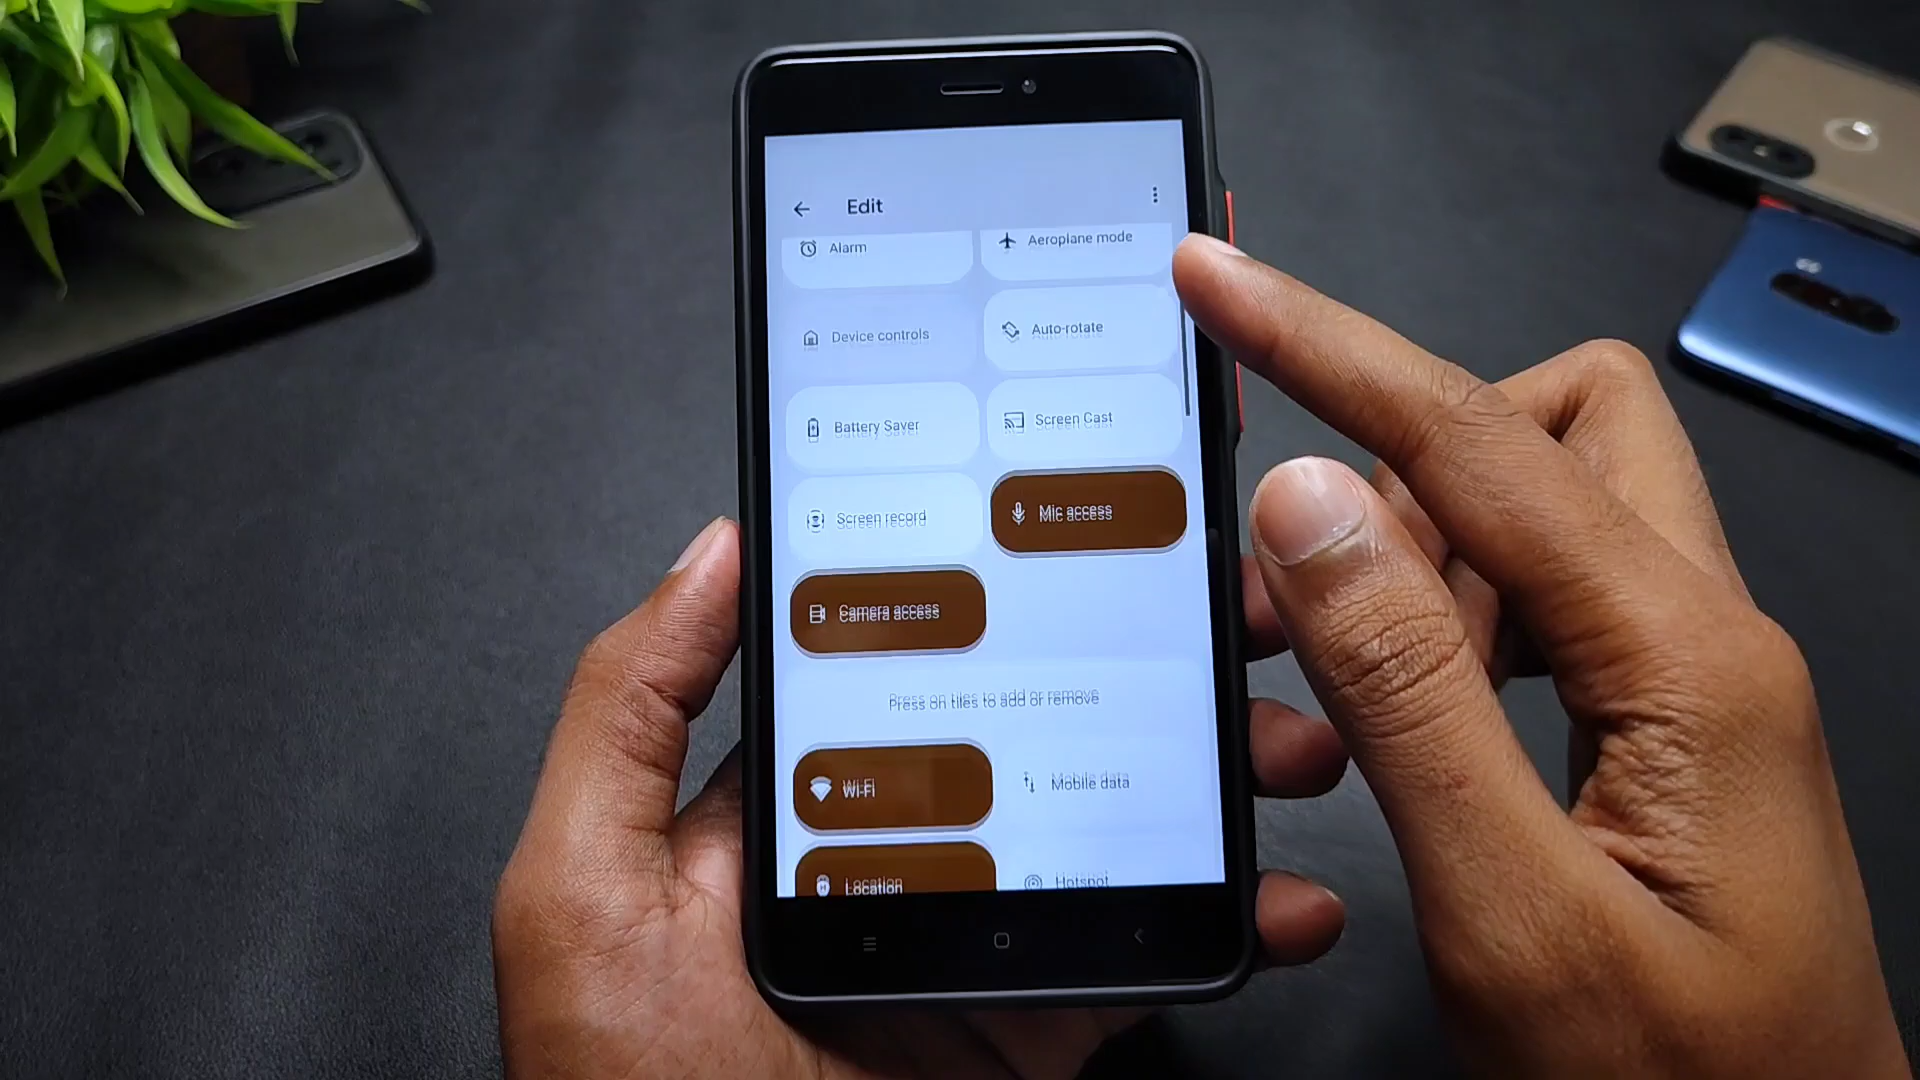 Edit
Alarm
Aeroplane mode
Device controls
Auto-rotate
Battery Saver
Screen Cast
Screen record
Mic access
Camera access
Press on tiles to add or remove
Wi-Fi
Mobile data
Location
Hotspot